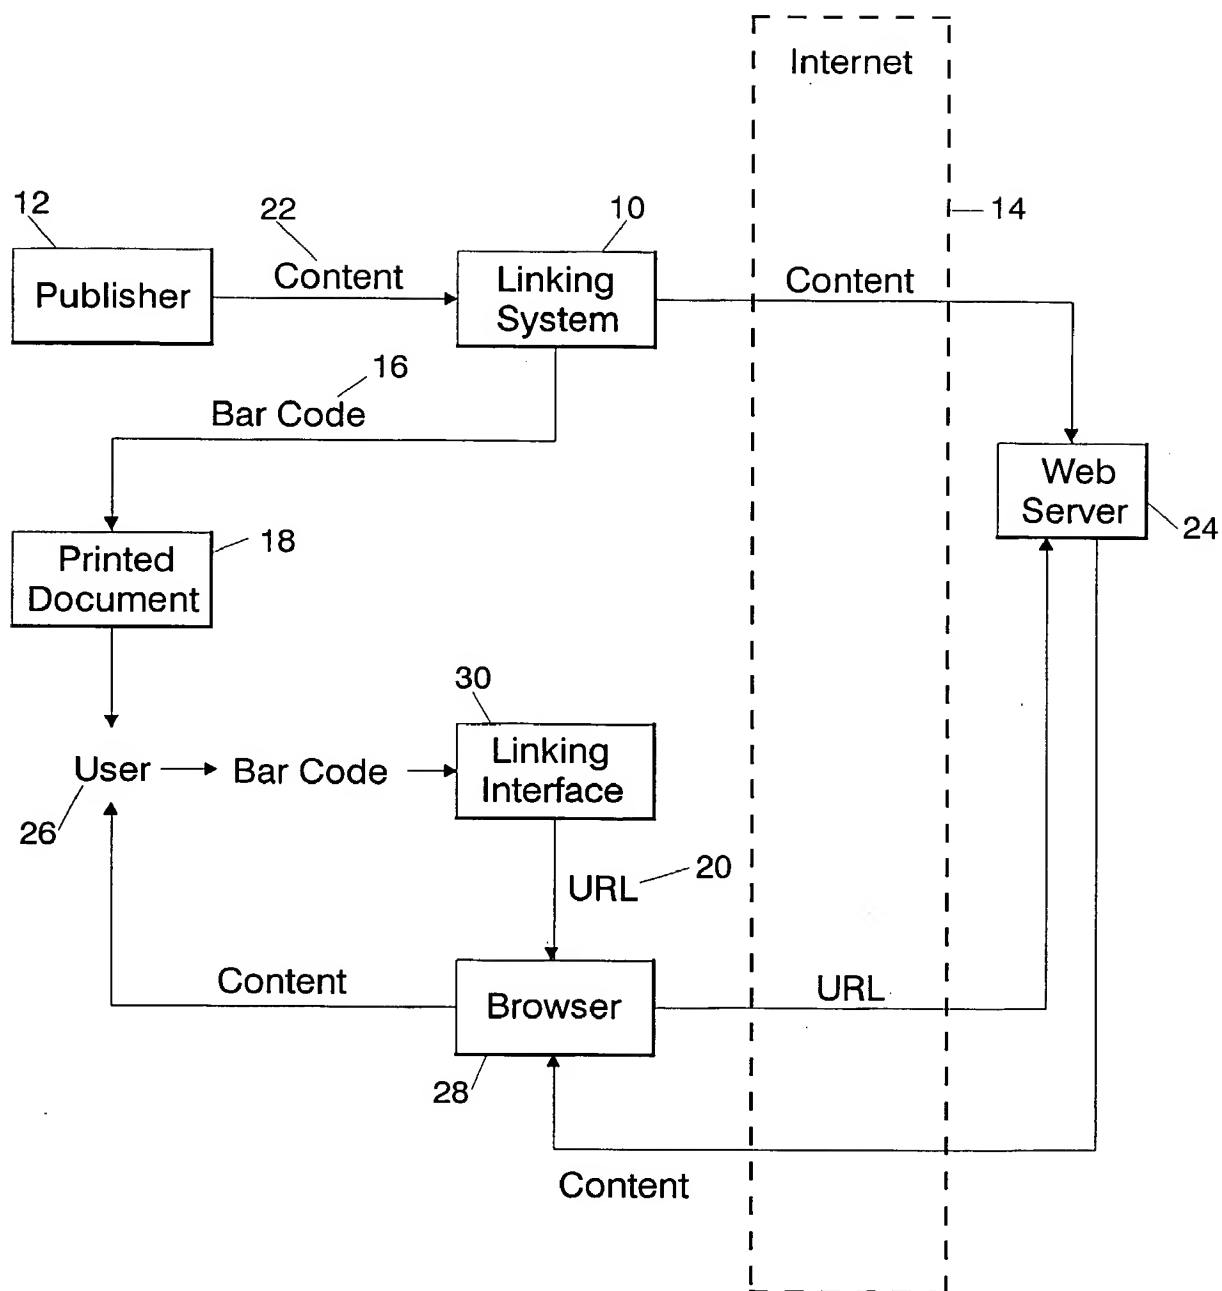 Internet
12
22
10
14
Publisher
Content
Linking
System
Content
16
Bar Code
Web
Server
24
18
Printed
Document
30
Linking
Interface
User
Bar Code
26
20
URL
Content
Browser
URL
28
Content